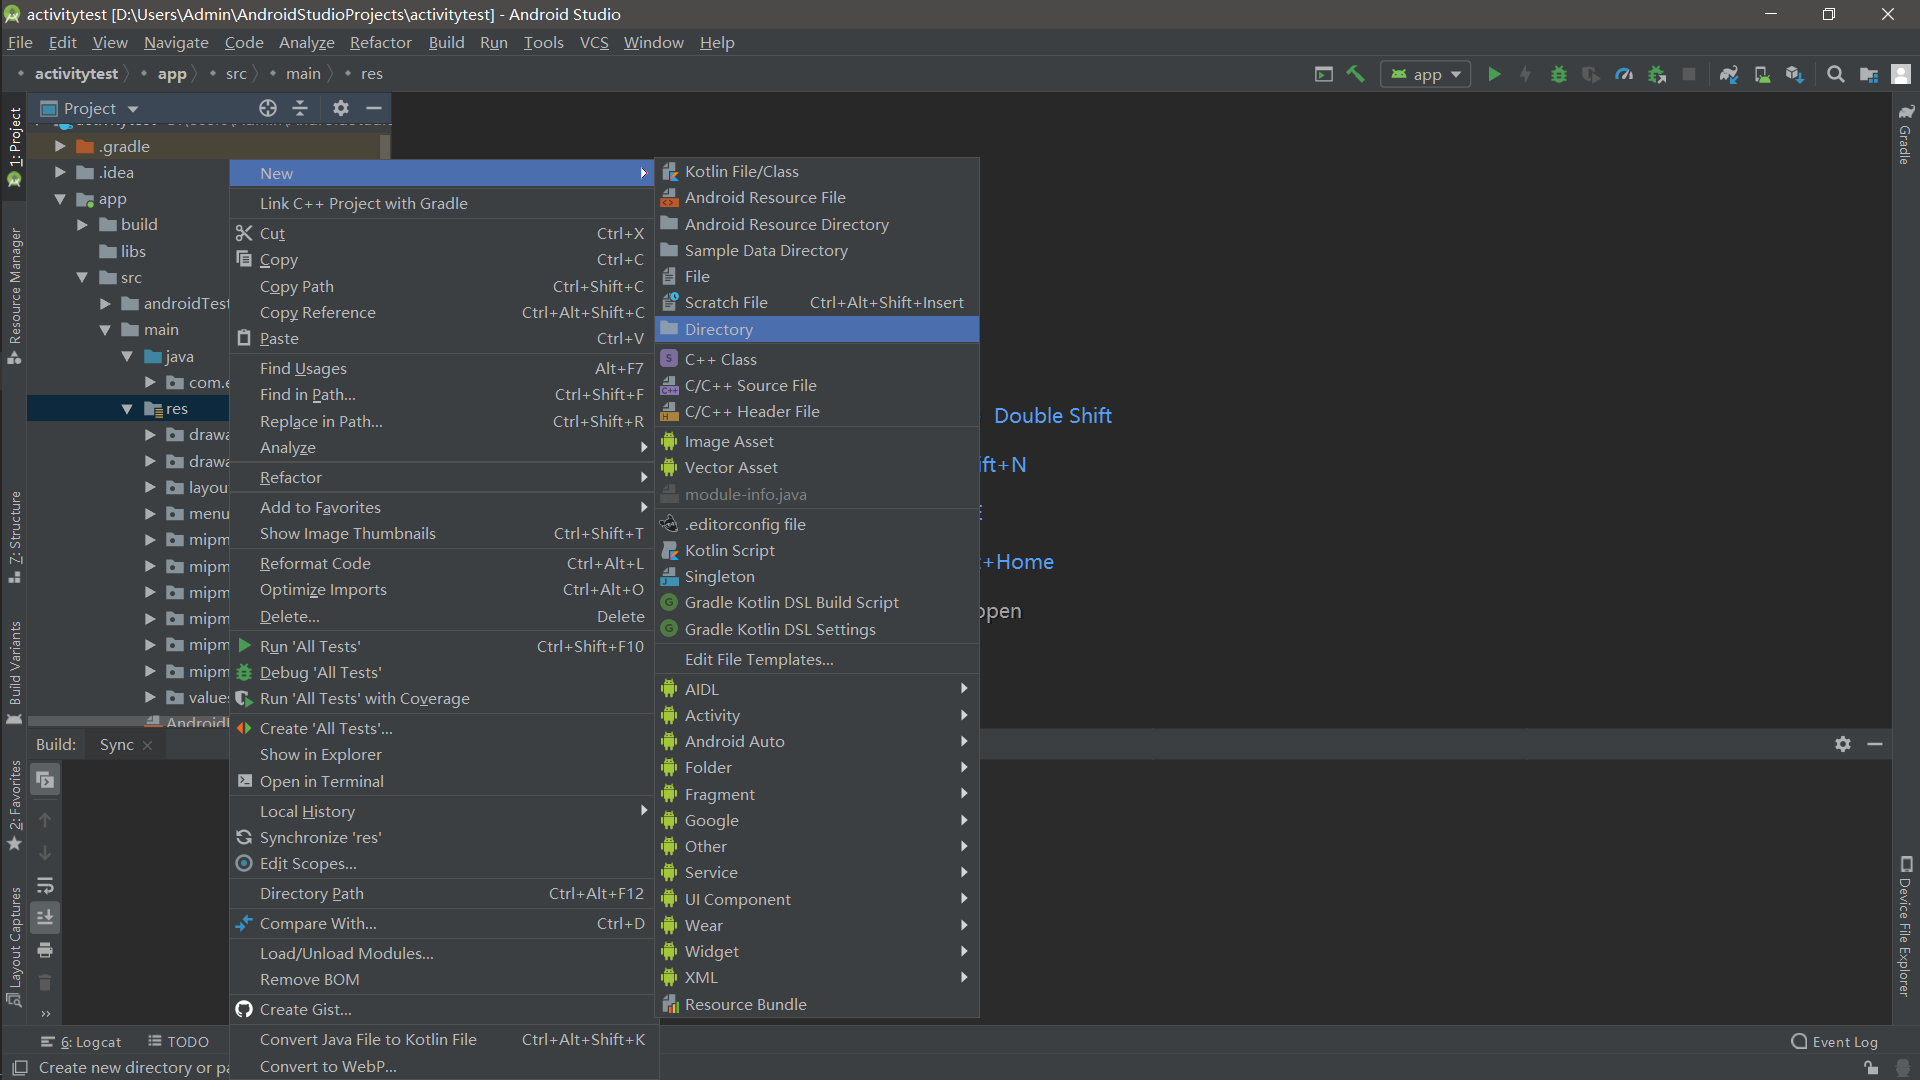 activitytest [D:\Users\Admin\AndroidStudioProjects\activitytest] - Android Studio
File Edit View Navigate Code Analyze Refactor Build Run Tools VCS Window Help
activitytest app src main res
app
Project
1: Project
Resource Manager
Z: Structure
Build Variants
2: Favorites
Layout Captures
.gradle
.idea
app
build
libs
src
androidTest
main
java
com.e
res
drawa
drawa
layou
menu
mipm
mipm
mipm
mipm
mipm
mipm
values
AndroidM
New
Link C++ Project with Gradle
Cut Ctrl+X
Copy Ctrl+C
Copy Path Ctrl+Shift+C
Copy Reference Ctrl+Alt+Shift+C
Paste Ctrl+V
Find Usages Alt+F7
Find in Path... Ctrl+Shift+F
Replace in Path... Ctrl+Shift+R
Analyze
Refactor
Add to Favorites
Show Image Thumbnails Ctrl+Shift+T
Reformat Code Ctrl+Alt+L
Optimize Imports Ctrl+Alt+O
Delete... Delete
Run 'All Tests' Ctrl+Shift+F10
Debug 'All Tests'
Run 'All Tests' with Coverage
Create 'All Tests'...
Show in Explorer
Open in Terminal
Local History
Synchronize 'res'
Edit Scopes...
Directory Path Ctrl+Alt+F12
Compare With... Ctrl+D
Load/Unload Modules...
Remove BOM
Create Gist...
Convert Java File to Kotlin File Ctrl+Alt+Shift+K
Convert to WebP...
Kotlin File/Class
Android Resource File
Android Resource Directory
Sample Data Directory
File
Scratch File Ctrl+Alt+Shift+Insert
Directory
C++ Class
C/C++ Source File
C/C++ Header File
Image Asset
Vector Asset
module-info.java
.editorconfig file
Kotlin Script
Singleton
Gradle Kotlin DSL Build Script
Gradle Kotlin DSL Settings
Edit File Templates...
AIDL
Activity
Android Auto
Folder
Fragment
Google
Other
Service
UI Component
Wear
Widget
XML
Resource Bundle
Double Shift
ift+N
+Home
open
Gradle
Device File Explorer
Build: Sync
6: Logcat TODO
Event Log
Create new directory or pa